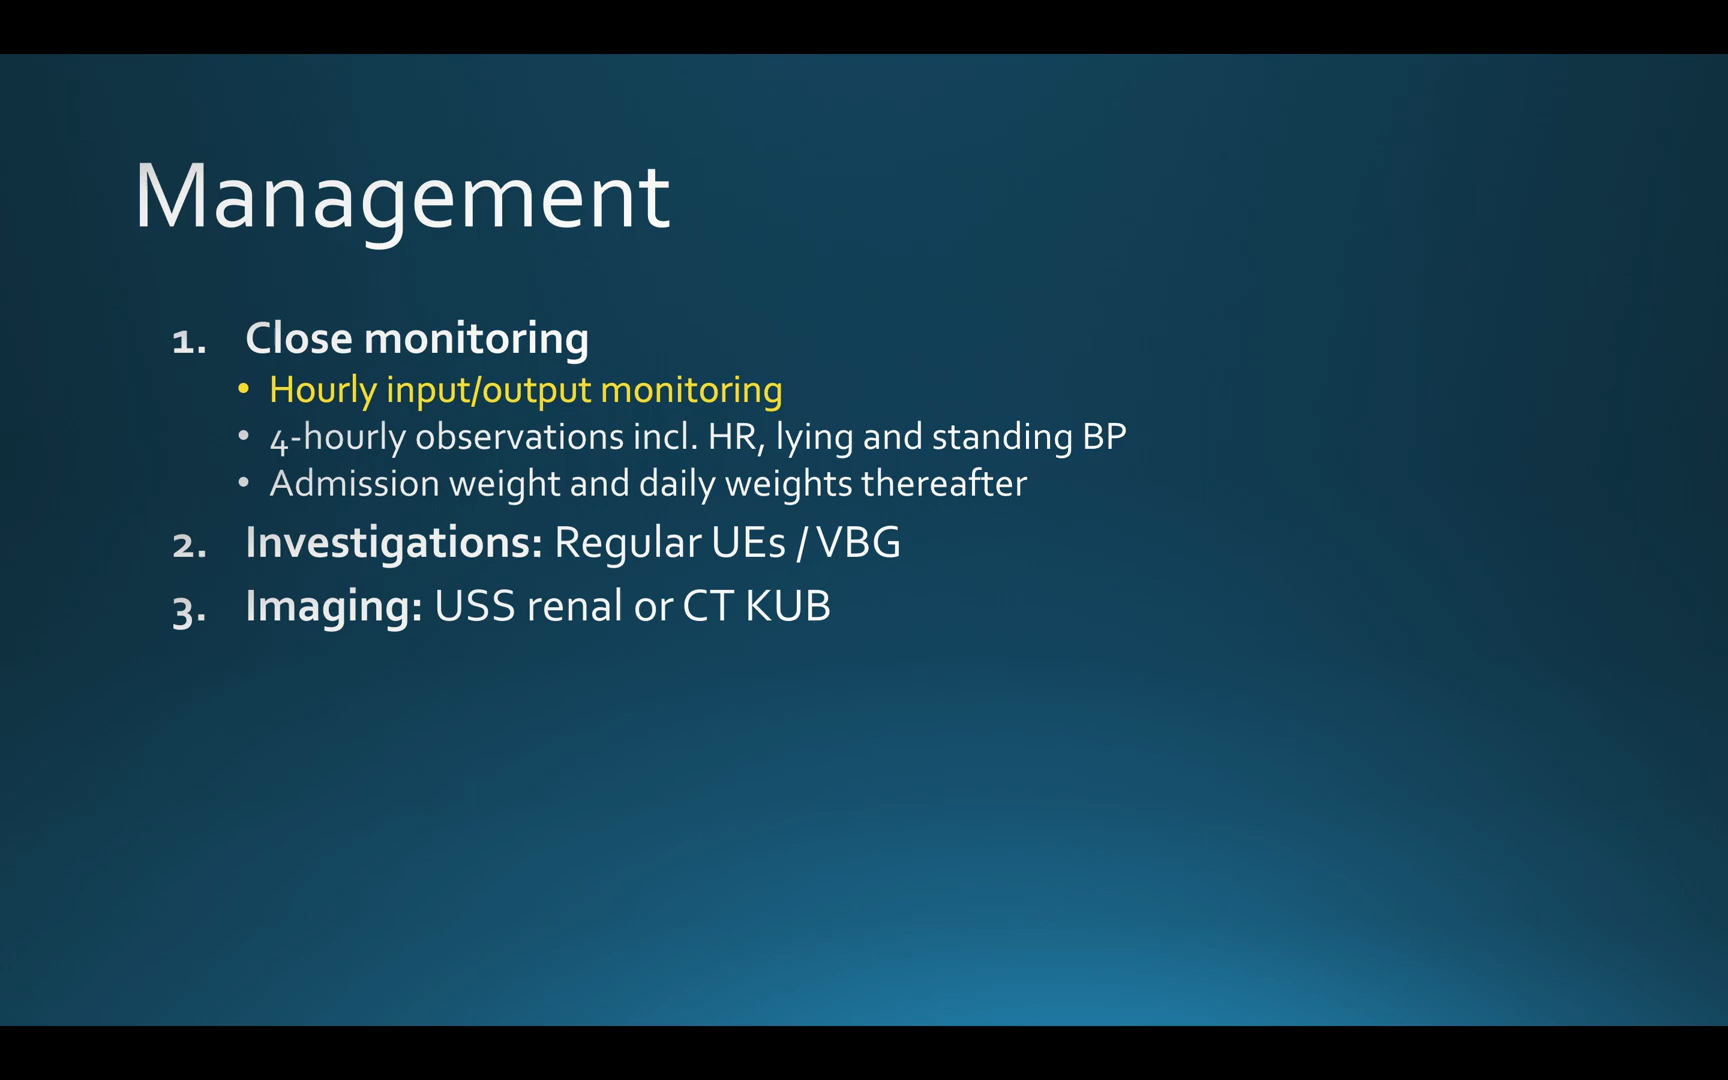 Management
1. Close monitoring
• Hourly input/output monitoring
• 4-hourly observations incl. HR, lying and standing BP
• Admission weight and daily weights thereafter
2. Investigations: Regular UEs / VBG
3. Imaging: USS renal or CT KUB